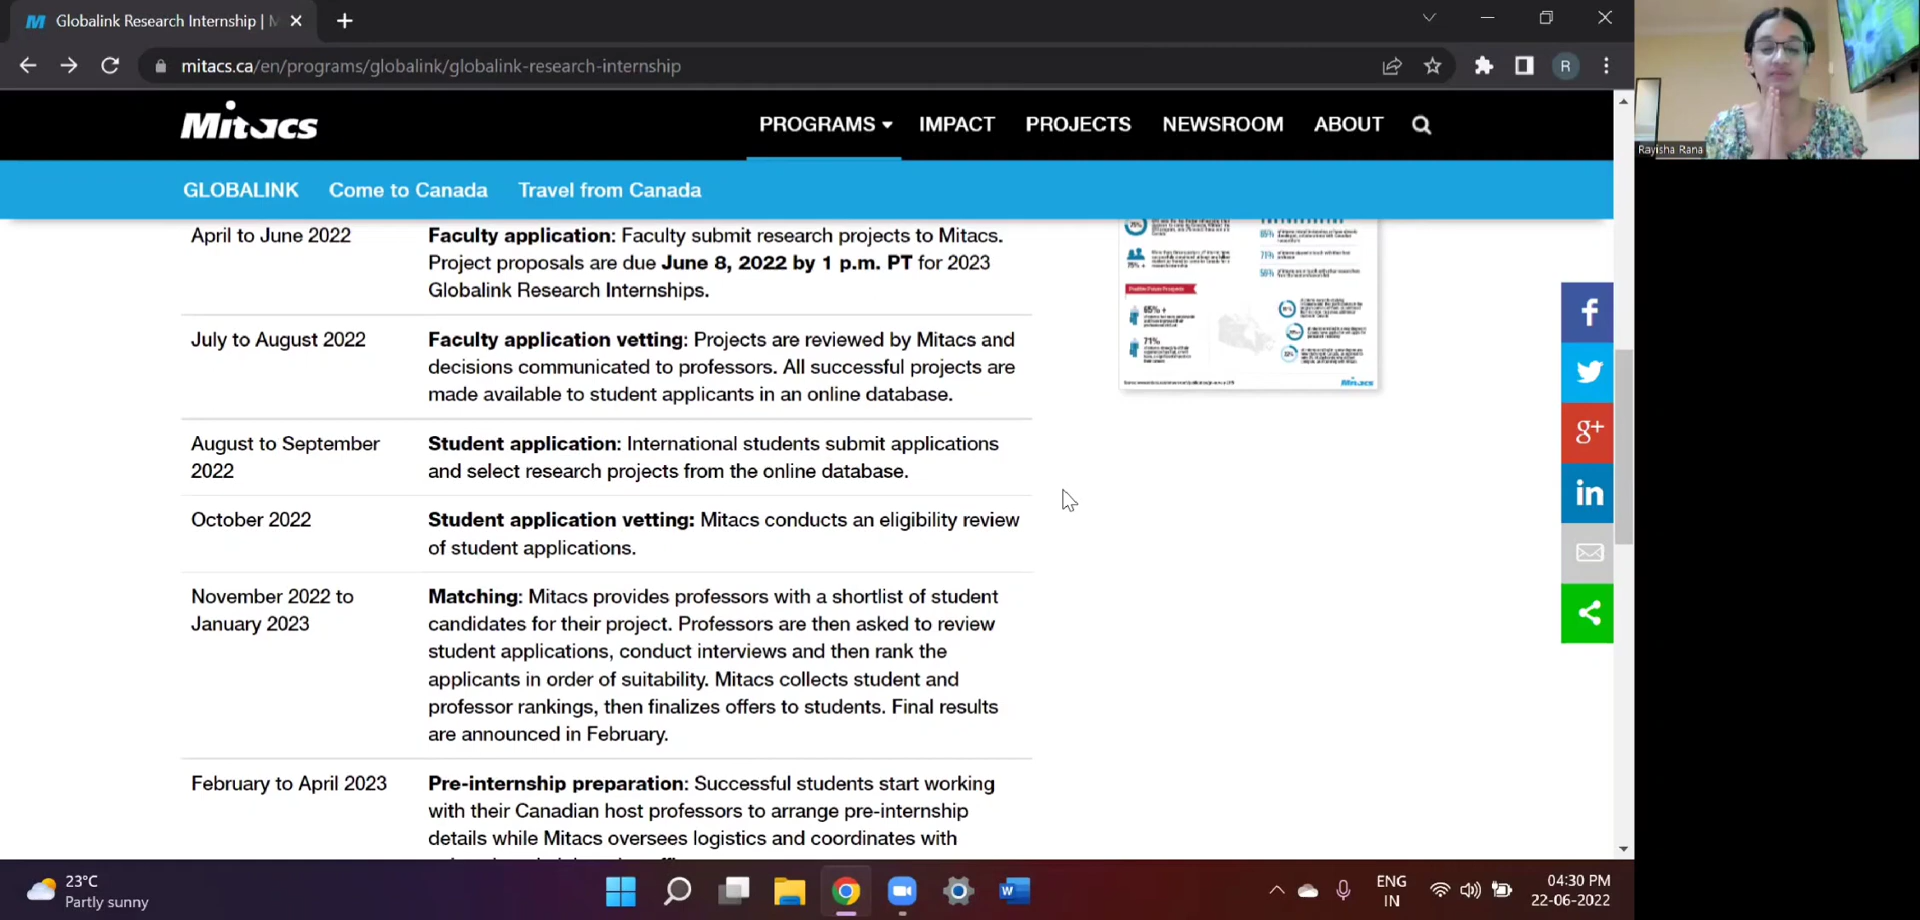 Globalink Research Internship | M
mitacs.ca/en/programs/globalink/globalink-research-internship
R
Mitacs
PROGRAMS IMPACT PROJECTS NEWSROOM ABOUT
GLOBALINK Come to Canada Travel from Canada
April to June 2022
Faculty application: Faculty submit research projects to Mitacs.
Project proposals are due June 8, 2022 by 1 p.m. PT for 2023
Globalink Research Internships.
July to August 2022
Faculty application vetting: Projects are reviewed by Mitacs and
decisions communicated to professors. All successful projects are
made available to student applicants in an online database.
August to September
2022
Student application: International students submit applications
and select research projects from the online database.
October 2022
Student application vetting: Mitacs conducts an eligibility review
of student applications.
November 2022 to
January 2023
Matching: Mitacs provides professors with a shortlist of student
candidates for their project. Professors are then asked to review
student applications, conduct interviews and then rank the
applicants in order of suitability. Mitacs collects student and
professor rankings, then finalizes offers to students. Final results
are announced in February.
February to April 2023
Pre-internship preparation: Successful students start working
with their Canadian host professors to arrange pre-internship
details while Mitacs oversees logistics and coordinates with
65% +
71%
Mitacs
f
g+
in
Rayisha Rana
23°C
Partly sunny
W
ENG
IN
04:30 PM
22-06-2022